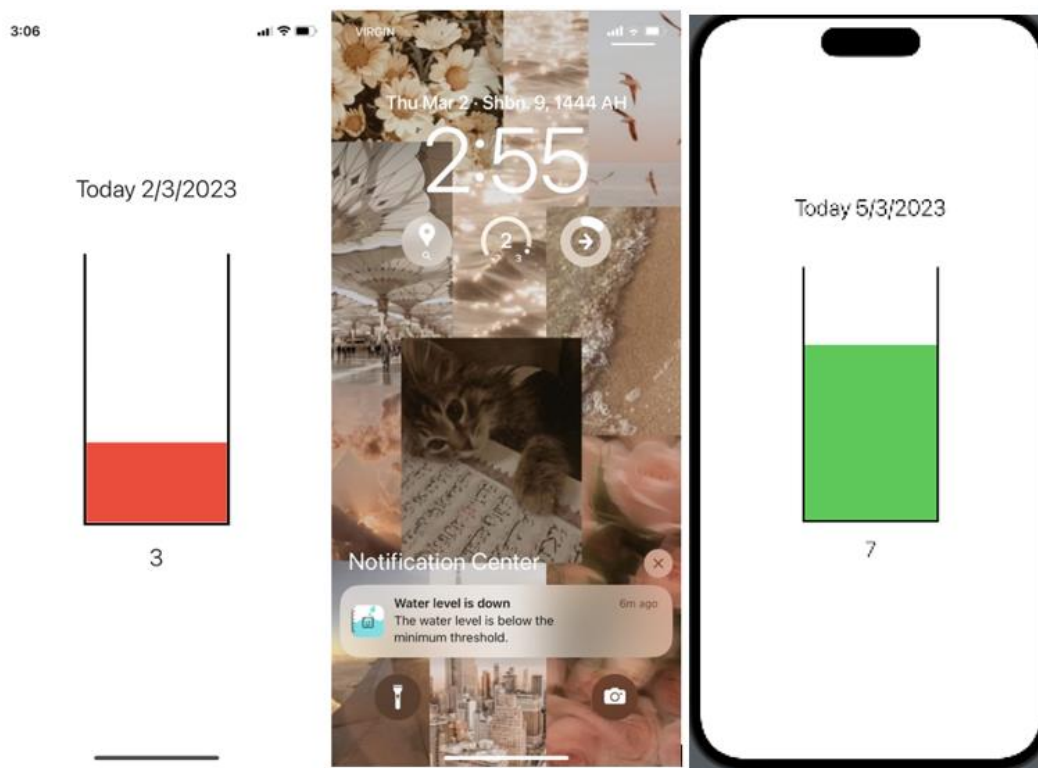 3:06
Today 2/3/2023
3
VIRGIN
Thu Mar 2 · Shbn. 9, 1444 AH
2:55
2
3
Notification Center
Water level is down
6m ago
The water level is below the
minimum threshold.
Today 5/3/2023
7